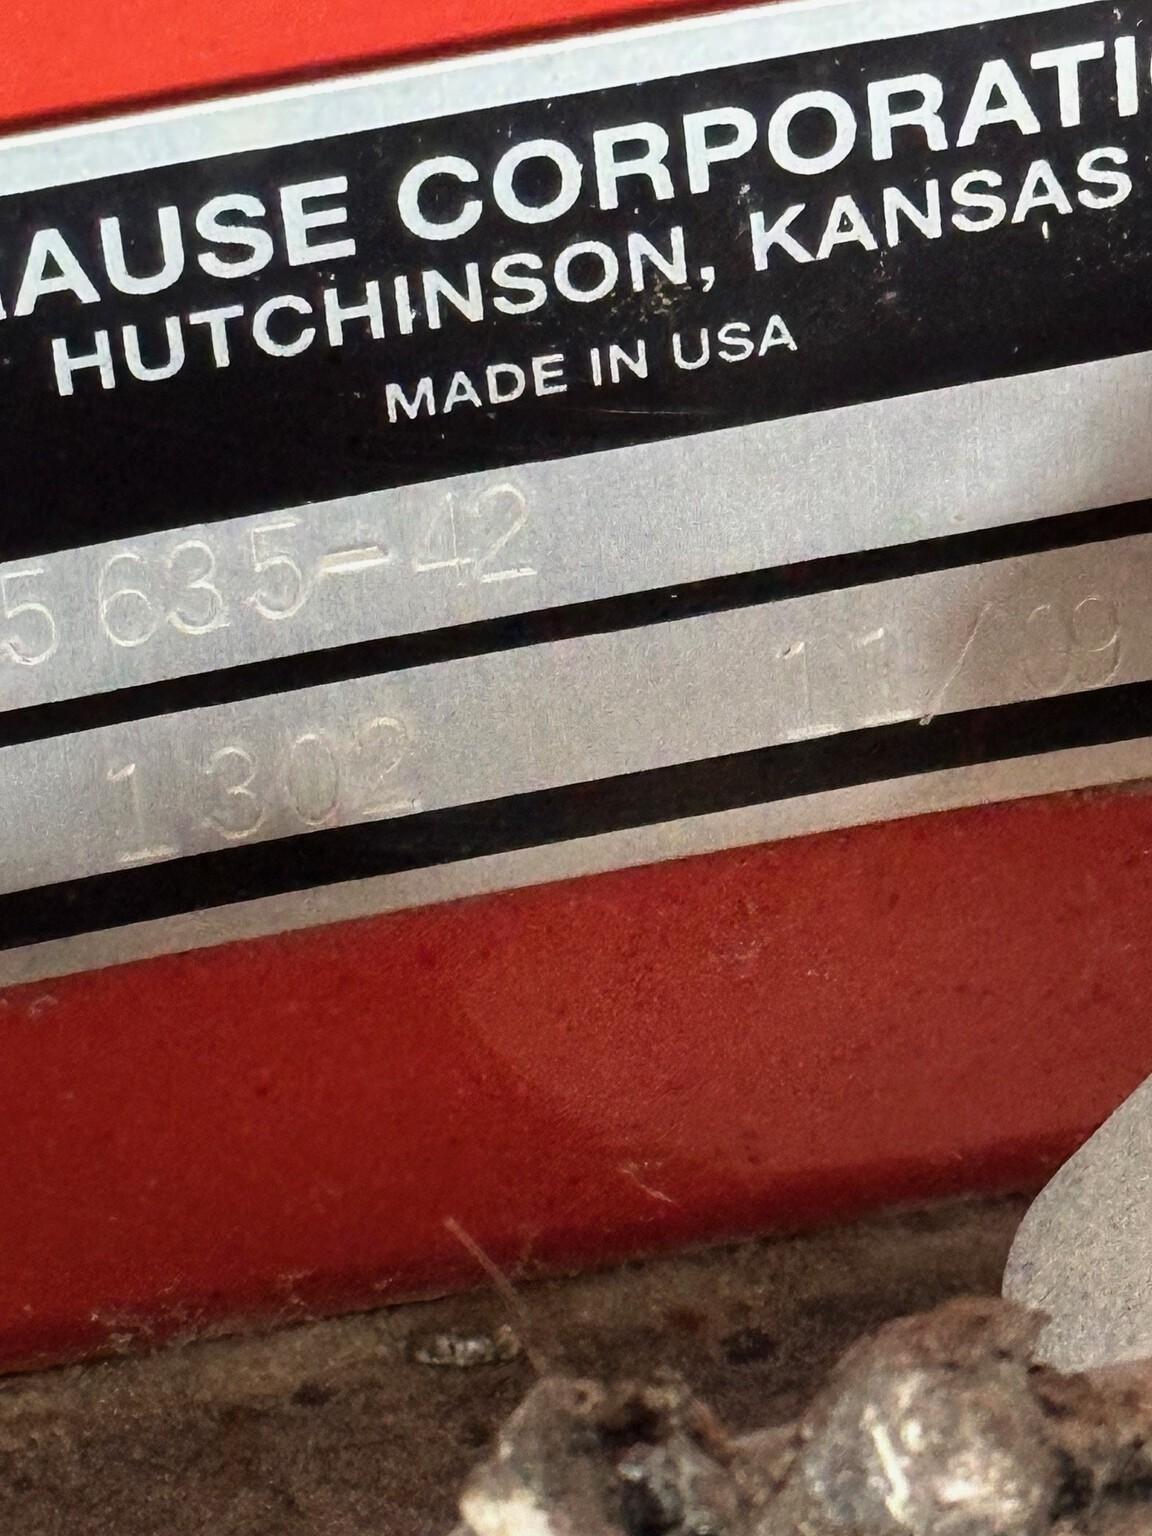 AUSE CORPORATI
HUTCHINSON, KANSAS
MADE IN USA
5635-42
1302 11/09